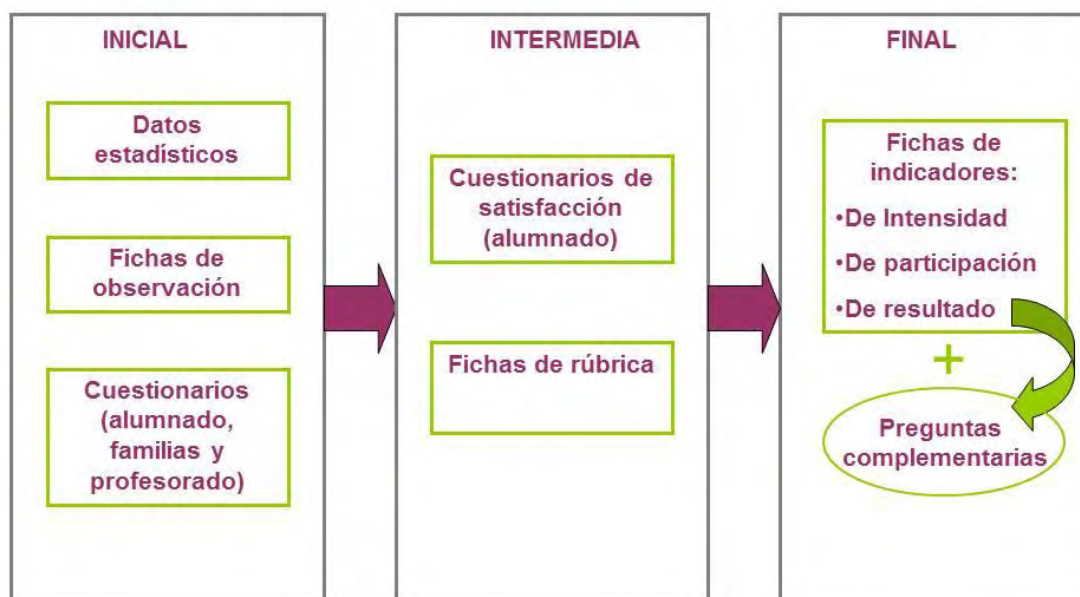 INICIAL
Datos
estadísticos
Fichas de
observación
Cuestionarios
(alumnado,
familias y
profesorado)
INTERMEDIA
Cuestionarios de
satisfacción
(alumnado)
Fichas de rúbrica
FINAL
Fichas de
indicadores:
•De Intensidad
•De participación
•De resultado
+
Preguntas
complementarias